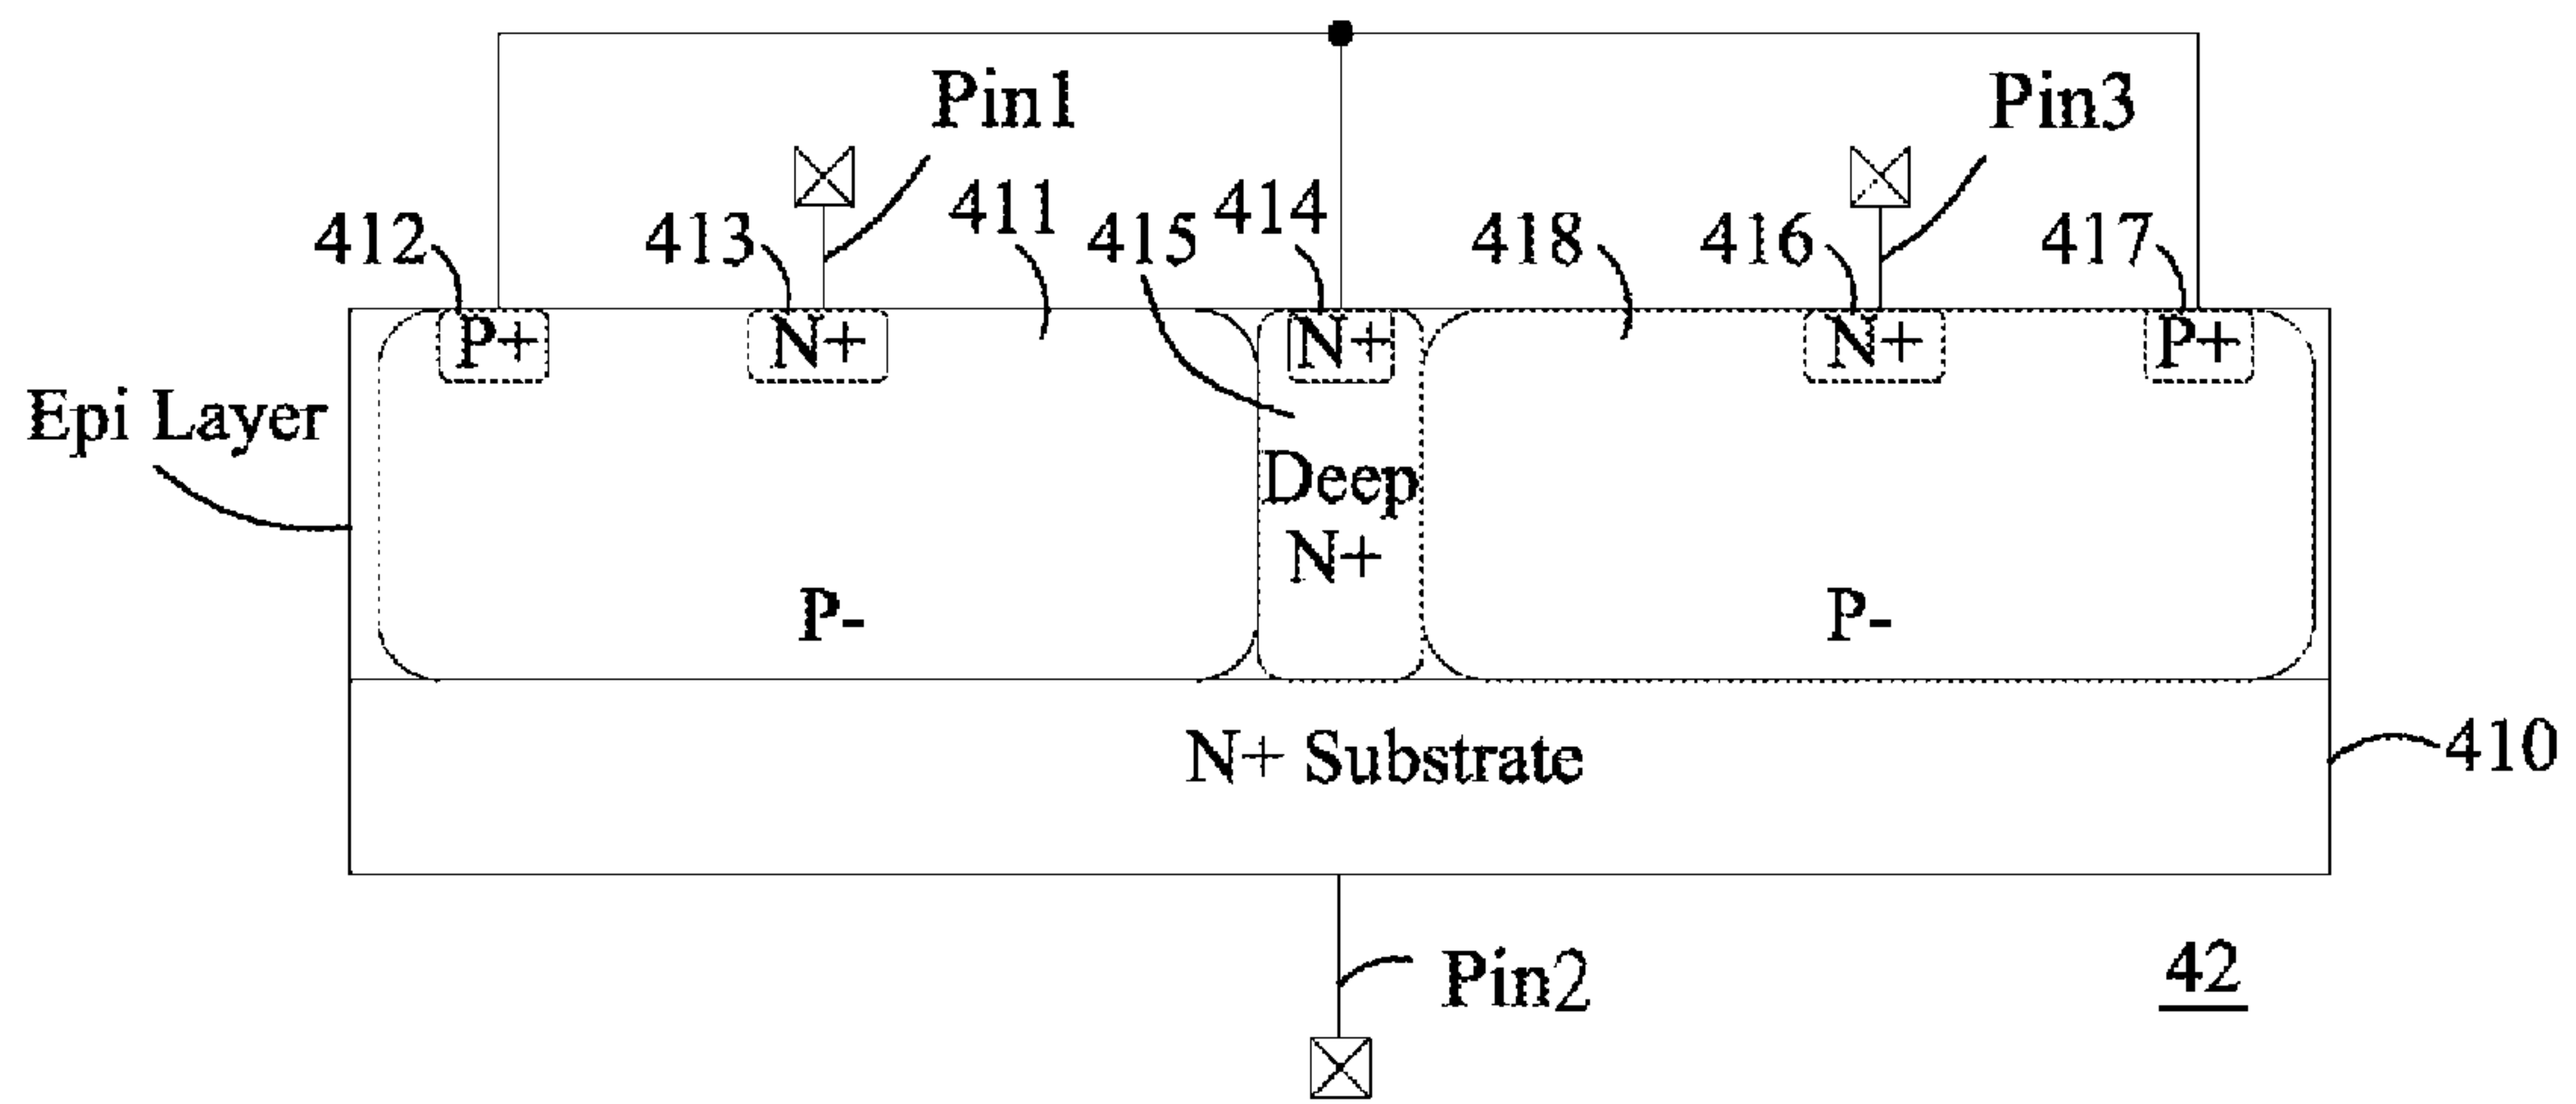 Pin1
Pin3
412
413
411
415
414
418
416
417
P+
N+
N+
N+
P+
Epi Layer
Deep
N+
P-
P-
N+ Substrate
410
Pin2
42